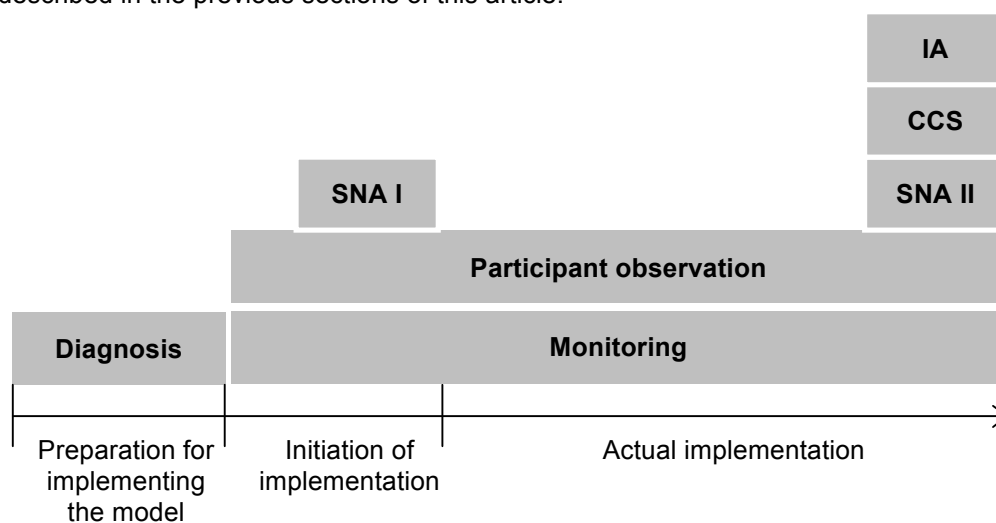 described in the previous sections of this article.
IA
CCS
SNA I
SNA II
Participant observation
Diagnosis
Monitoring
Preparation for
implementing
the model
Initiation of
implementation
Actual implementation